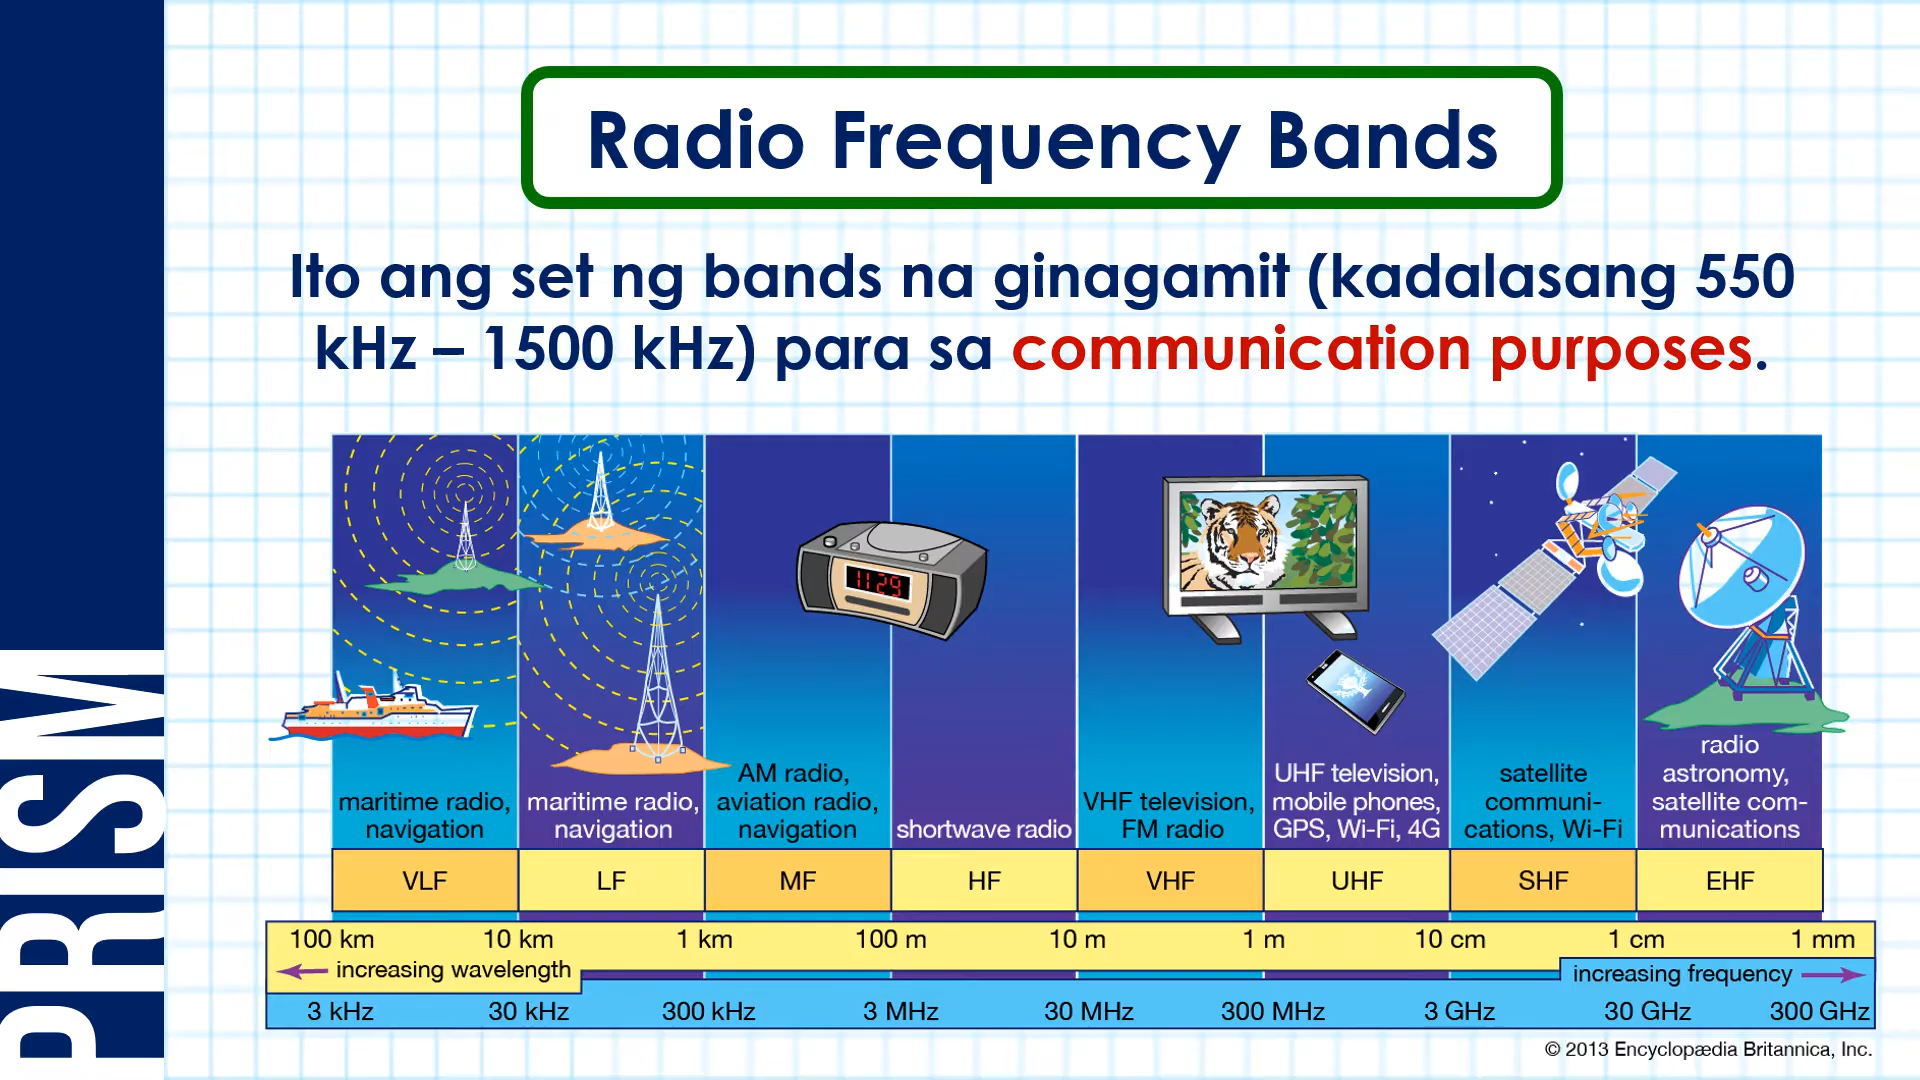 Radio Frequency Bands
Ito ang set ng bands na ginagamit (kadalasang 550
kHz – 1500 kHz) para sa communication purposes.
PRISM
11:29
maritime radio,
navigation
maritime radio,
navigation
AM radio,
aviation radio,
navigation
shortwave radio
VHF television,
FM radio
UHF television,
mobile phones,
GPS, Wi-Fi, 4G
satellite
communi-
cations, Wi-Fi
radio
astronomy,
satellite com-
munications
VLF LF MF HF VHF UHF SHF EHF
100 km 10 km 1 km 100 m 10 m 1 m 10 cm 1 cm 1 mm
increasing wavelength
increasing frequency
3 kHz 30 kHz 300 kHz 3 MHz 30 MHz 300 MHz 3 GHz 30 GHz 300 GHz
© 2013 Encyclopædia Britannica, Inc.